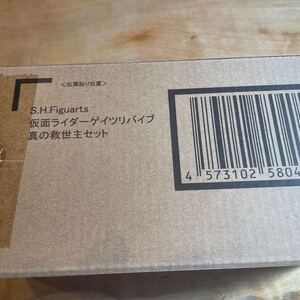 ＜伝票貼り位置＞
S.H.Figuarts
仮面ライダーゲイツリバイブ
真の救世主セット
4 573102 5804